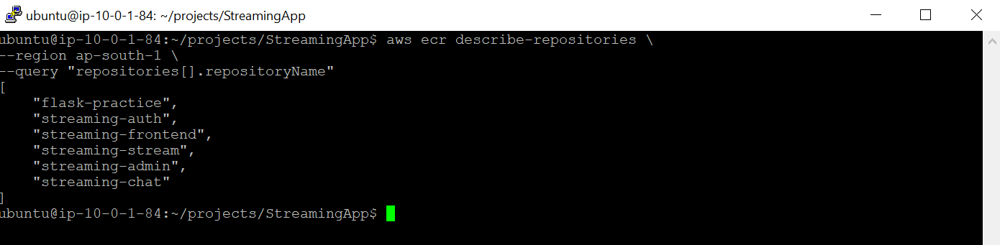 ubuntu@ip-10-0-1-84: ~/projects/StreamingApp
ubuntu@ip-10-0-1-84:~/projects/StreamingApp$ aws ecr describe-repositories \
--region ap-south-1 \
--query "repositories[].repositoryName"
[
    "flask-practice",
    "streaming-auth",
    "streaming-frontend",
    "streaming-stream",
    "streaming-admin",
    "streaming-chat"
]
ubuntu@ip-10-0-1-84:~/projects/StreamingApp$